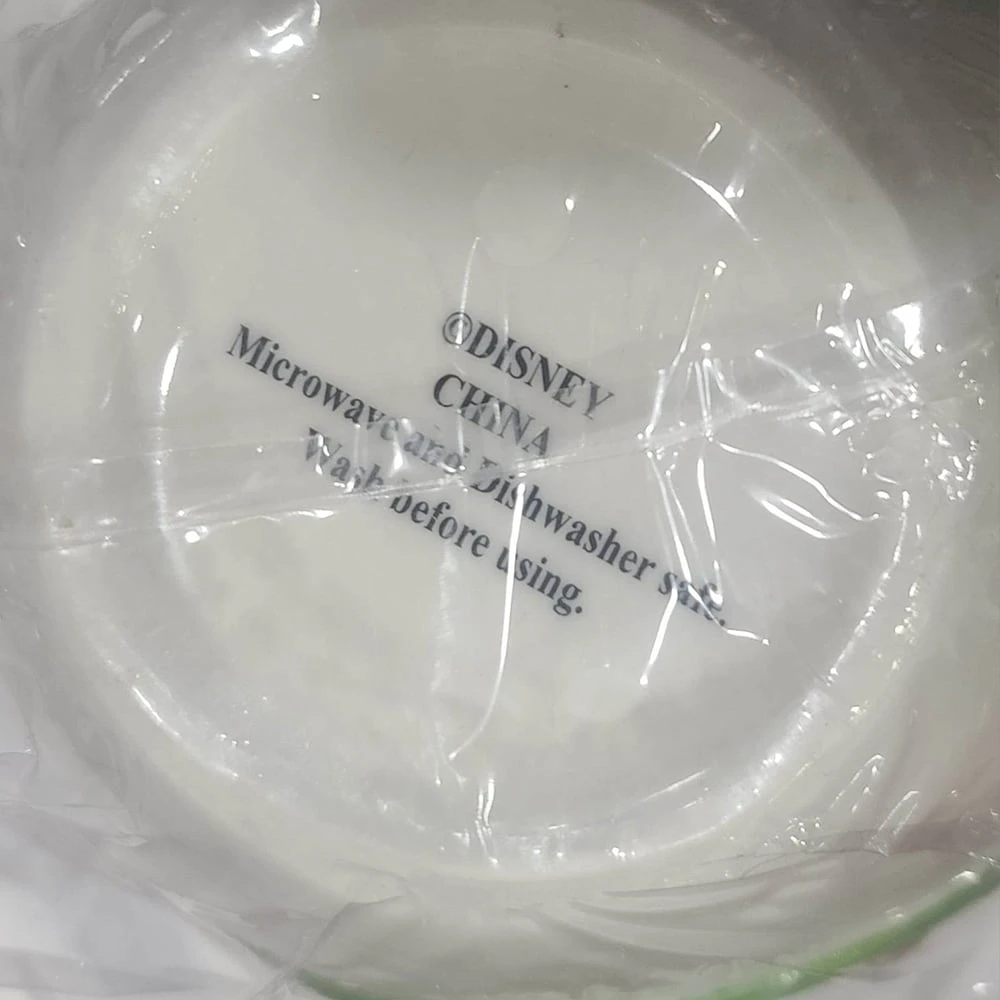 ©DISNEY
CHINA
Microwave and Dishwasher safe.
Wash before using.